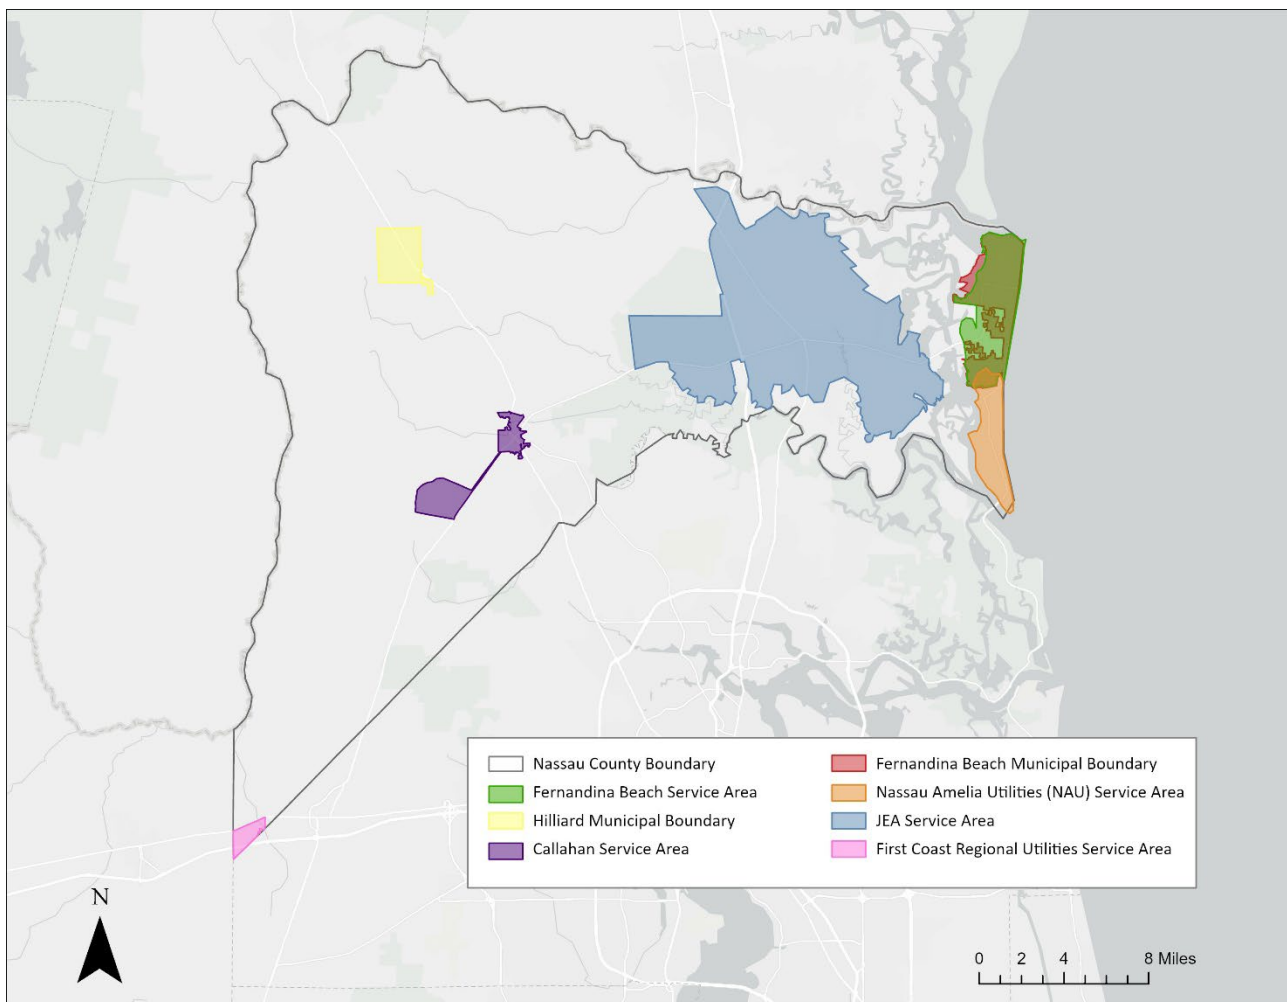 Nassau County Boundary
Fernandina Beach Service Area
Hilliard Municipal Boundary
Callahan Service Area
Fernandina Beach Municipal Boundary
Nassau Amelia Utilities (NAU) Service Area
JEA Service Area
First Coast Regional Utilities Service Area
N
0 2 4 8 Miles